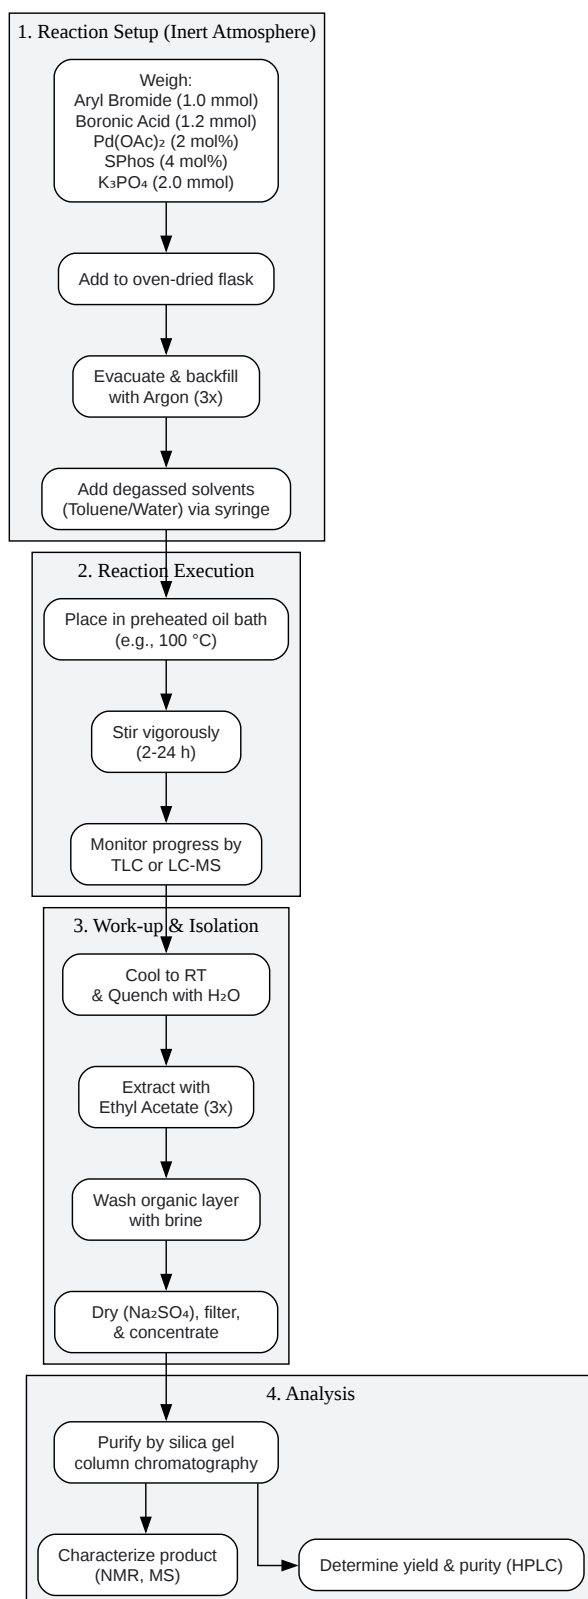 1. Reaction Setup (Inert Atmosphere)
Weigh:
Aryl Bromide (1.0 mmol)
Boronic Acid (1.2 mmol)
Pd(OAc)₂ (2 mol%)
SPhos (4 mol%)
K₃PO₄ (2.0 mmol)
Add to oven-dried flask
Evacuate & backfill
with Argon (3x)
Add degassed solvents
(Toluene/Water) via syringe
2. Reaction Execution
Place in preheated oil bath
(e.g., 100 °C)
Stir vigorously
(2-24 h)
Monitor progress by
TLC or LC-MS
3. Work-up & Isolation
Cool to RT
& Quench with H₂O
Extract with
Ethyl Acetate (3x)
Wash organic layer
with brine
Dry (Na₂SO₄), filter,
& concentrate
4. Analysis
Purify by silica gel
column chromatography
Characterize product
(NMR, MS)
Determine yield & purity (HPLC)